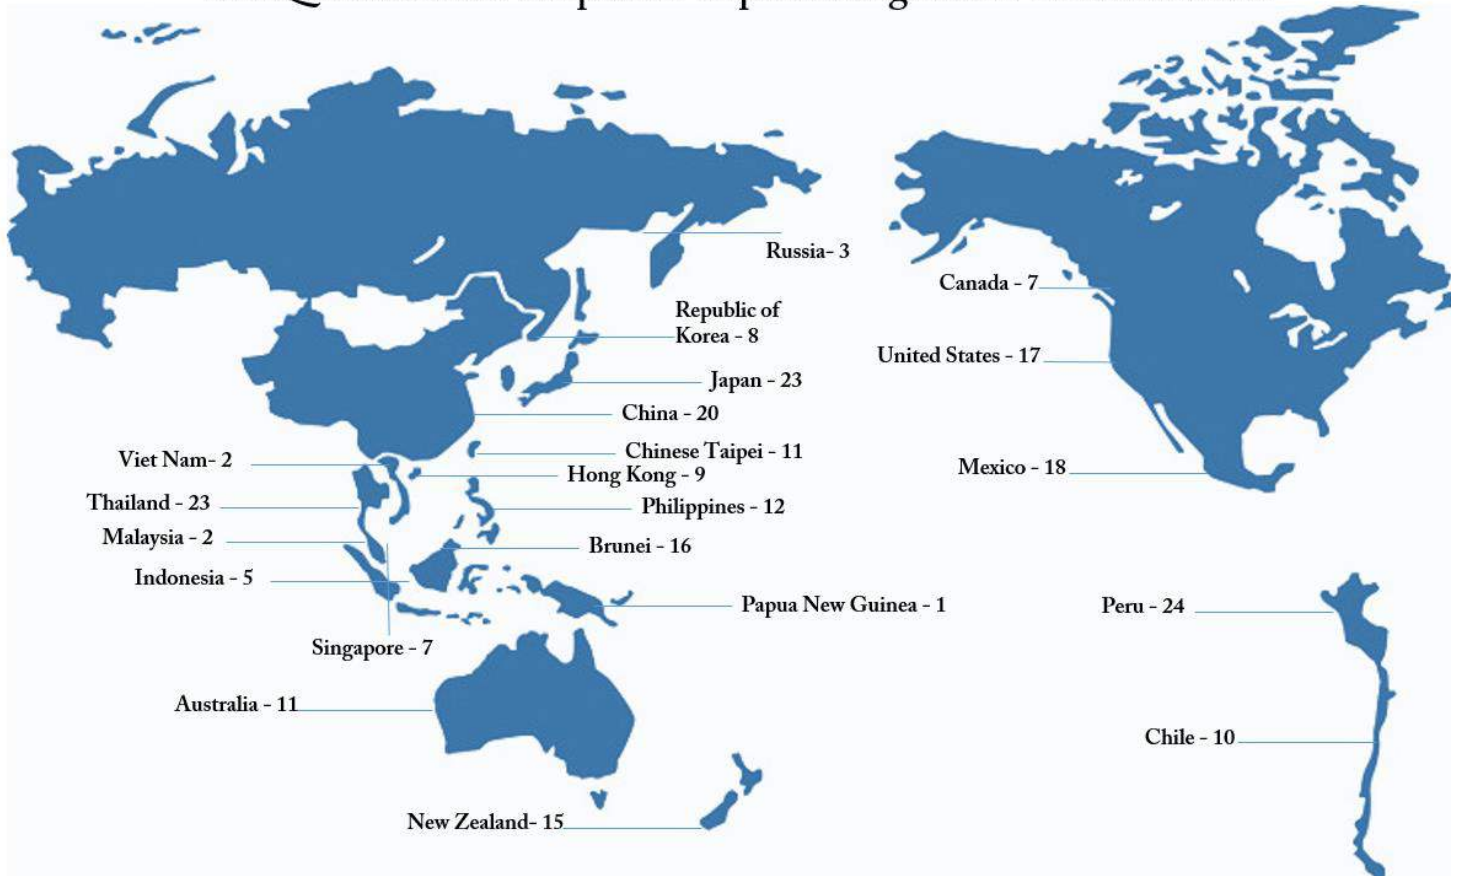 Russia- 3
Canada - 7
Republic of
Korea - 8
United States - 17
Japan - 23
China - 20
Chinese Taipei - 11
Viet Nam- 2
Mexico - 18
Hong Kong - 9
Thailand - 23
Philippines - 12
Malaysia - 2
Brunei - 16
Indonesia - 5
Papua New Guinea - 1
Peru - 24
Singapore - 7
Australia - 11
Chile - 10
New Zealand- 15